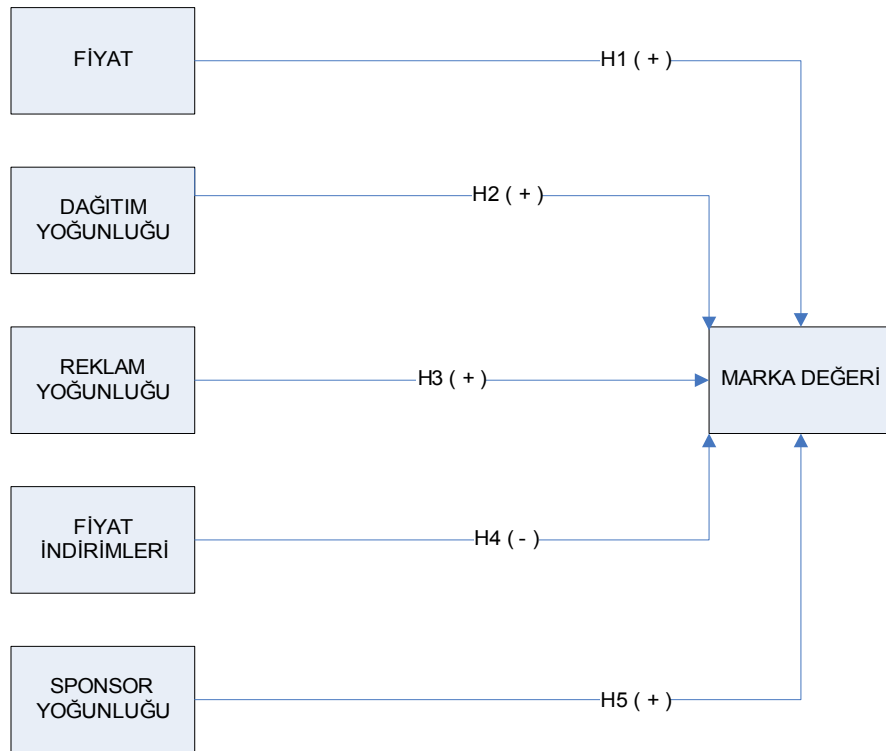 FİYAT
H1 ( + )
DAĞITIM
YOĞUNLUĞU
H2 ( + )
REKLAM
YOĞUNLUĞU
H3 ( + )
MARKA DEĞERİ
FİYAT
İNDİRİMLERİ
H4 ( - )
SPONSOR
YOĞUNLUĞU
H5 ( + )